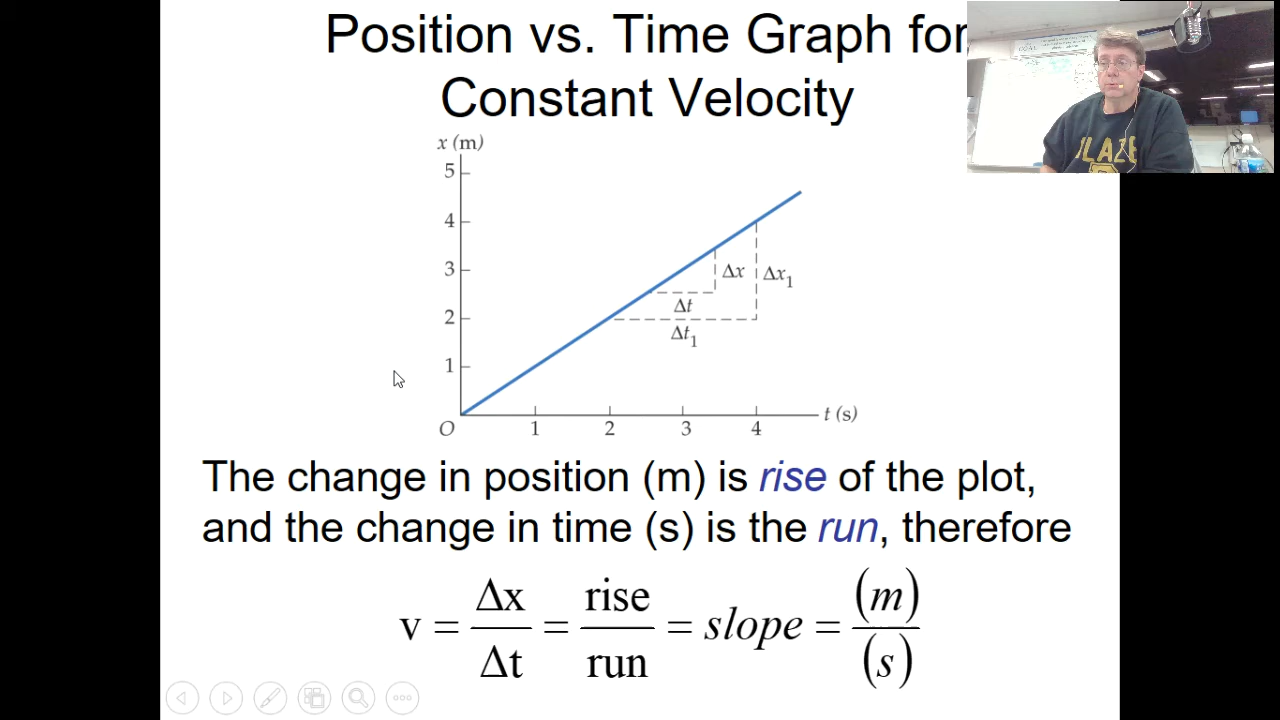 Position vs. Time Graph for
Constant Velocity
x (m)
5
4
3
2
1
O
1 2 3 4
t (s)
Δx
Δx₁
Δt
Δt₁
The change in position (m) is rise of the plot,
and the change in time (s) is the run, therefore
v = Δx/Δt = rise/run = slope = (m)/(s)
GOAL